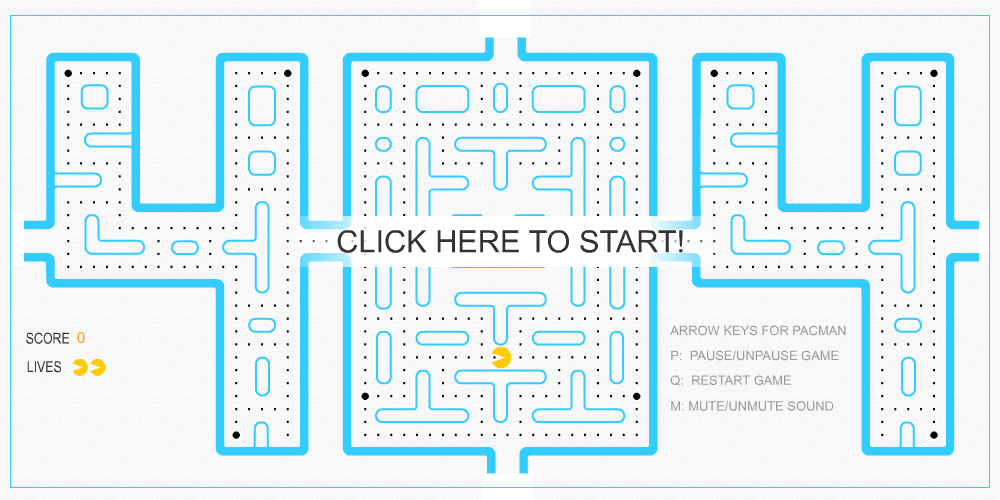 CLICK HERE TO START!
SCORE 0
LIVES
ARROW KEYS FOR PACMAN
P: PAUSE/UNPAUSE GAME
Q: RESTART GAME
M: MUTE/UNMUTE SOUND